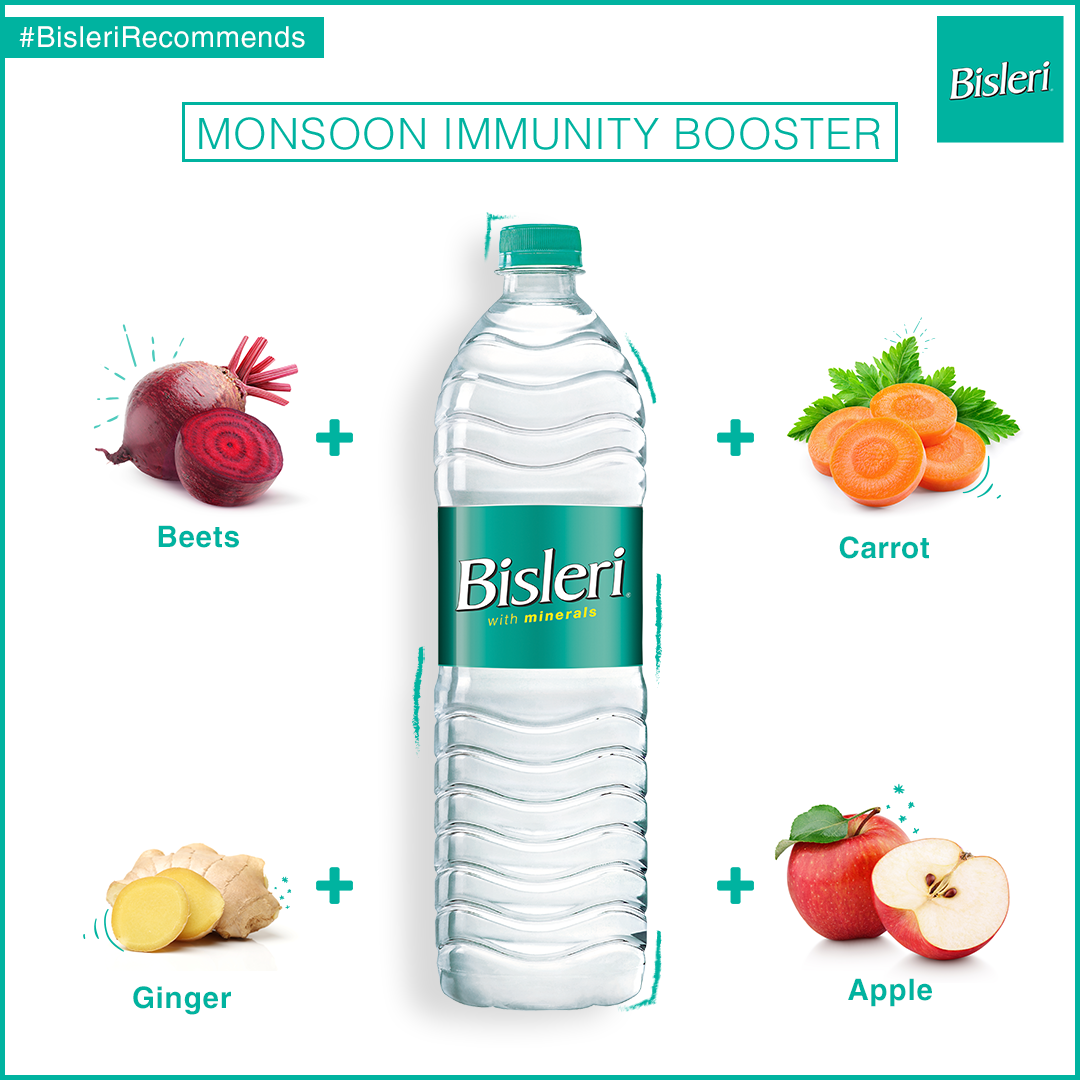 #BisleriRecommends
Bisleri
MONSOON IMMUNITY BOOSTER
Beets
Carrot
Bisleri
with minerals
Ginger
Apple